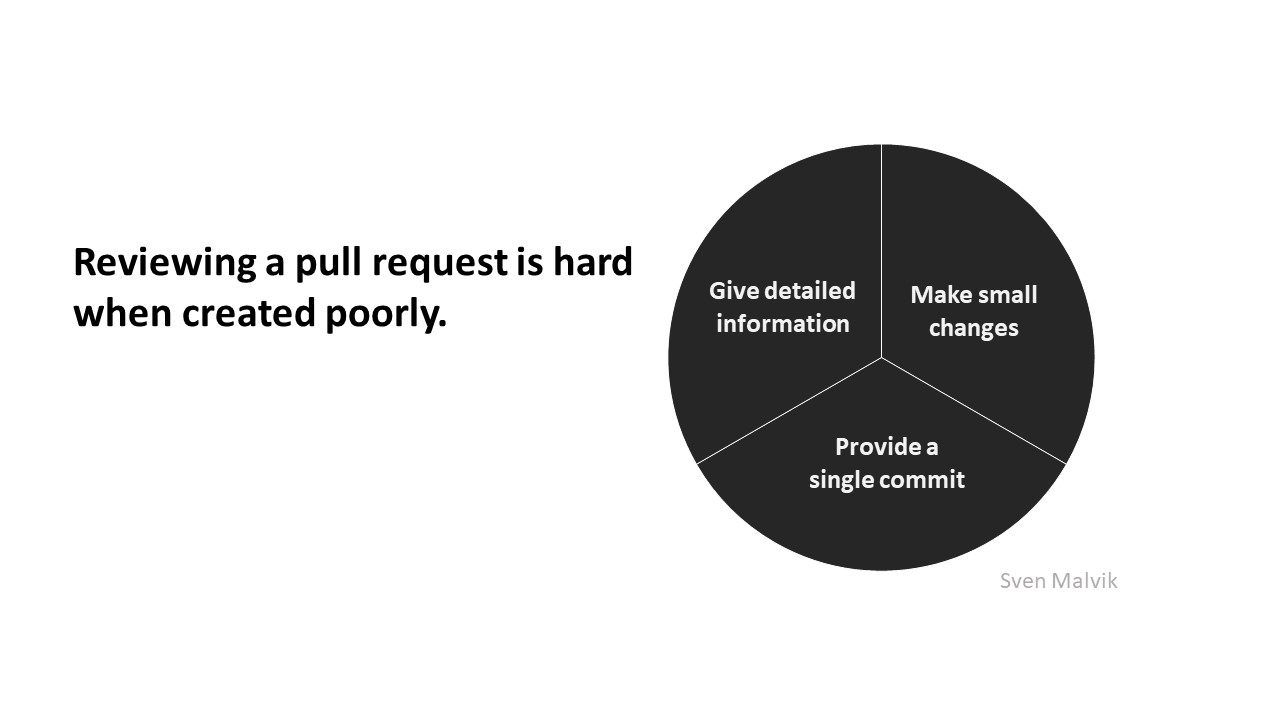 Reviewing a pull request is hard
when created poorly.
Give detailed
information
Make small
changes
Provide a
single commit
Sven Malvik